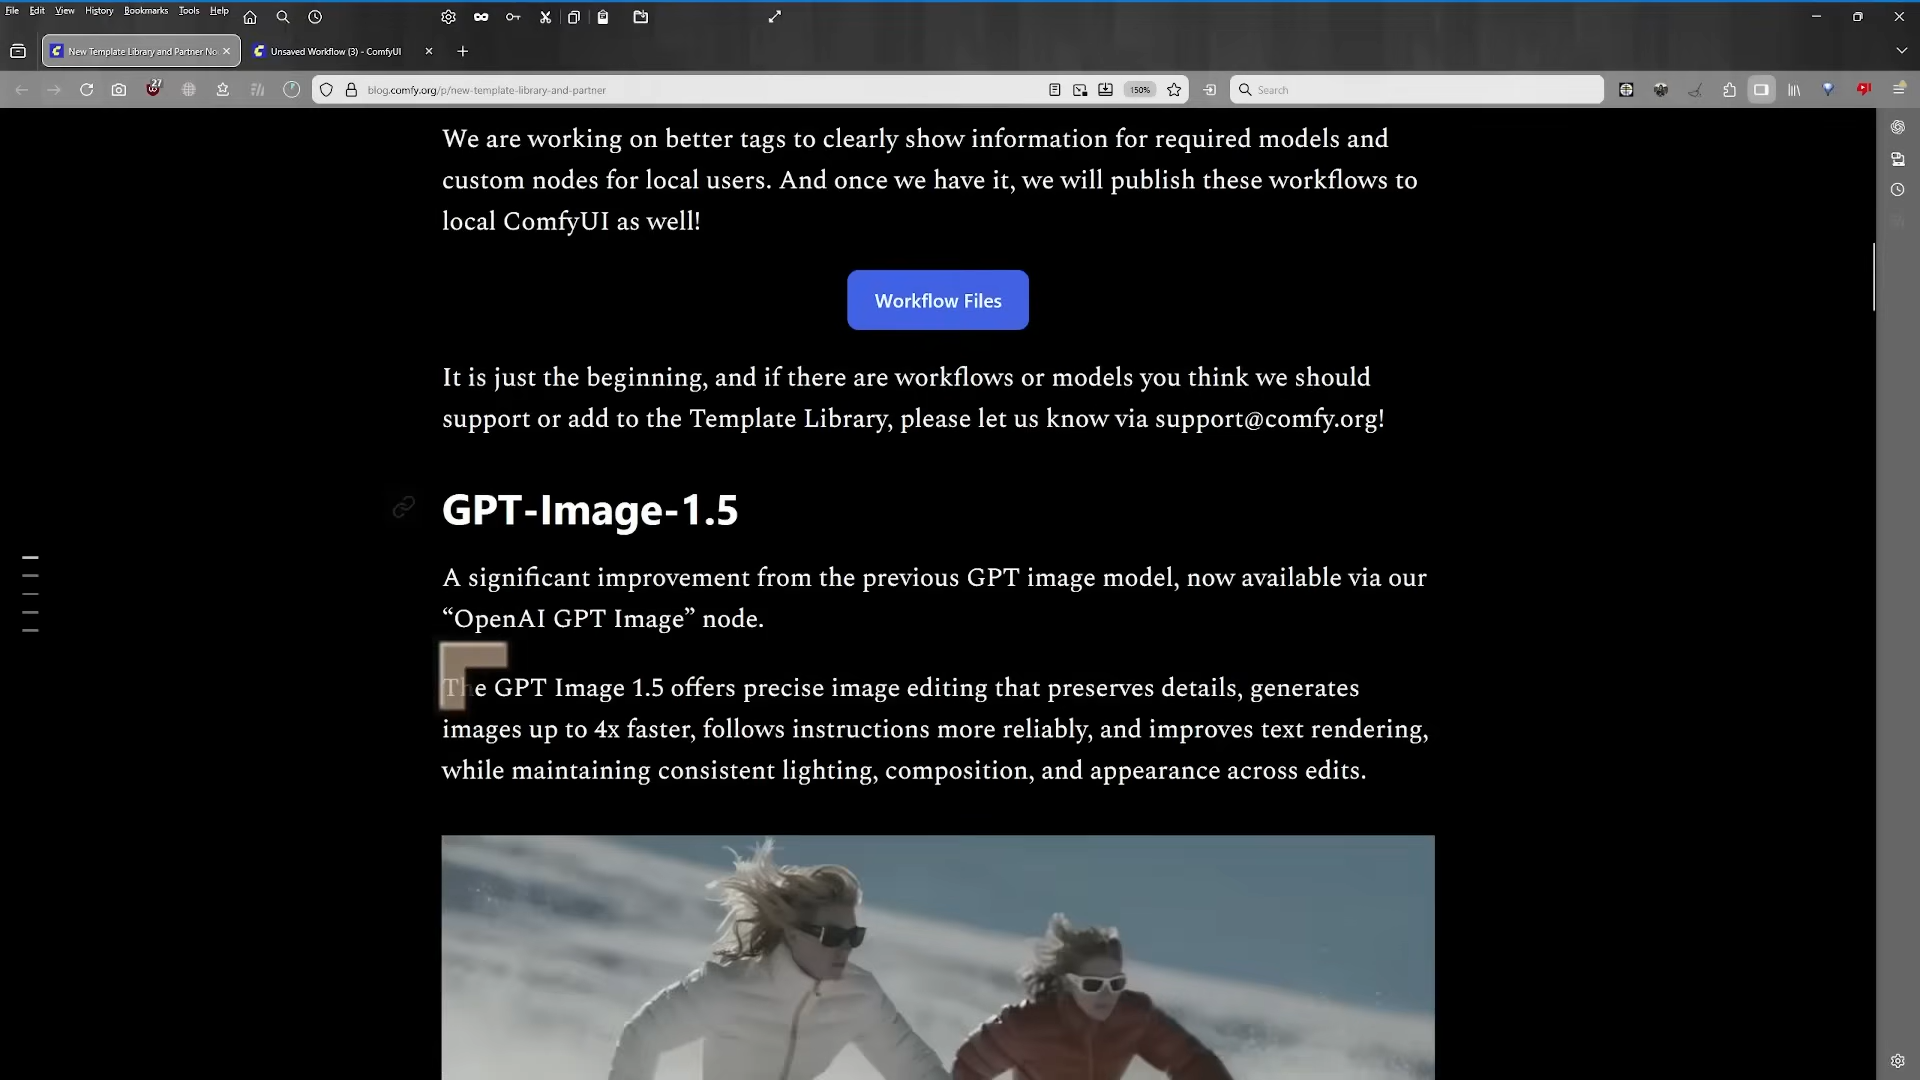 File Edit View History Bookmarks Tools Help
New Template Library and Partner No
Unsaved Workflow (3) - ComfyUI
27
blog.comfy.org/p/new-template-library-and-partner
150%
Search
We are working on better tags to clearly show information for required models and
custom nodes for local users. And once we have it, we will publish these workflows to
local ComfyUI as well!
Workflow Files
It is just the beginning, and if there are workflows or models you think we should
support or add to the Template Library, please let us know via support@comfy.org!
GPT-Image-1.5
A significant improvement from the previous GPT image model, now available via our
“OpenAI GPT Image” node.
The GPT Image 1.5 offers precise image editing that preserves details, generates
images up to 4x faster, follows instructions more reliably, and improves text rendering,
while maintaining consistent lighting, composition, and appearance across edits.